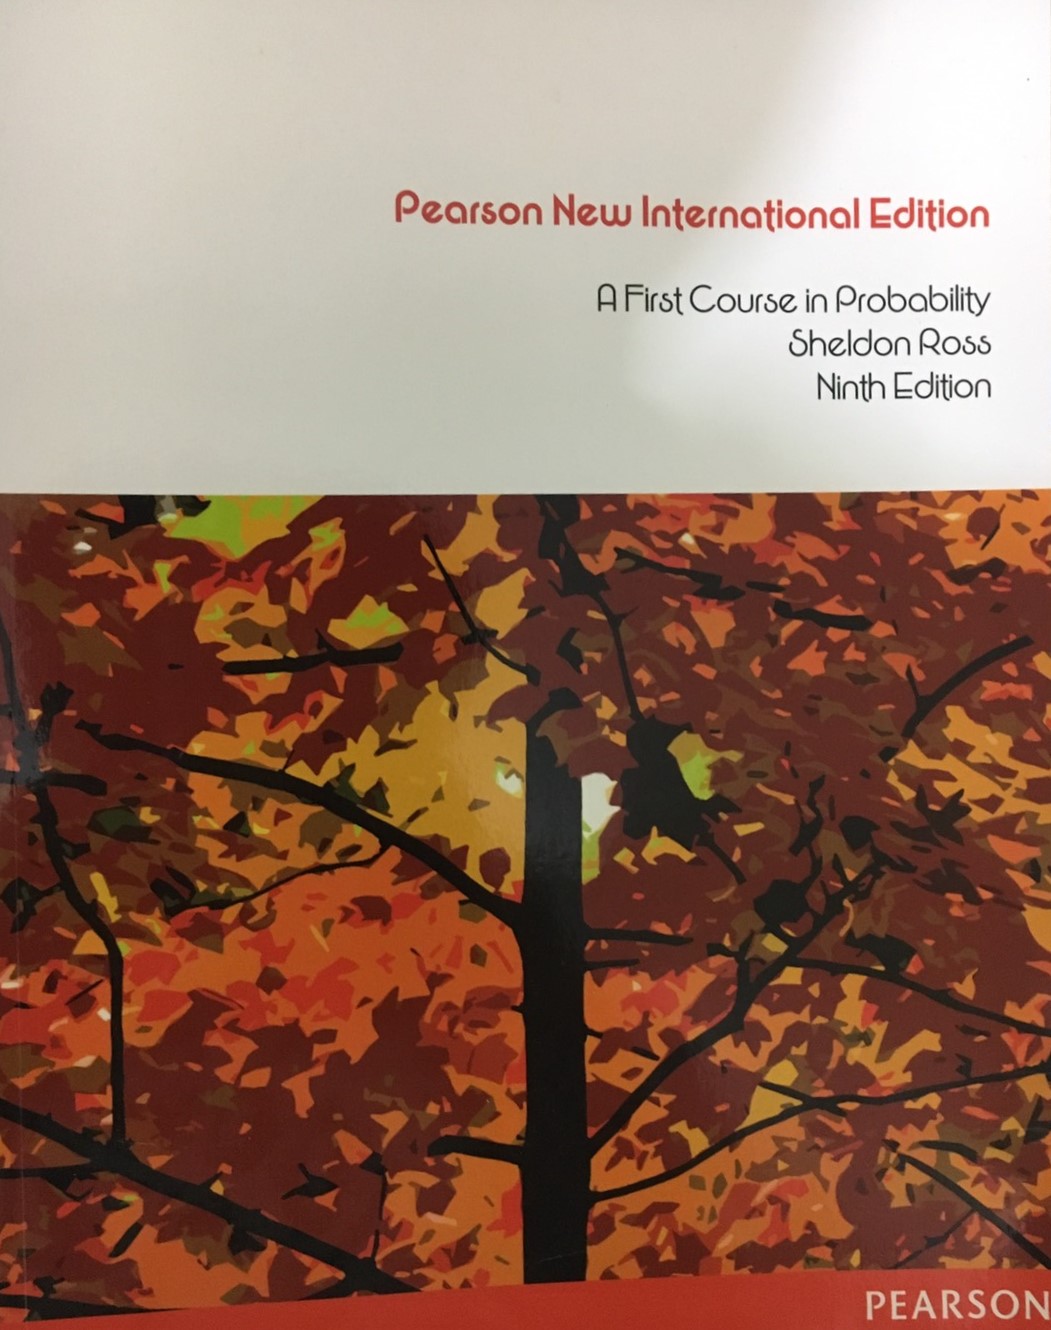 Pearson New International Edition
A First Course in Probability
Sheldon Ross
Ninth Edition
PEARSON